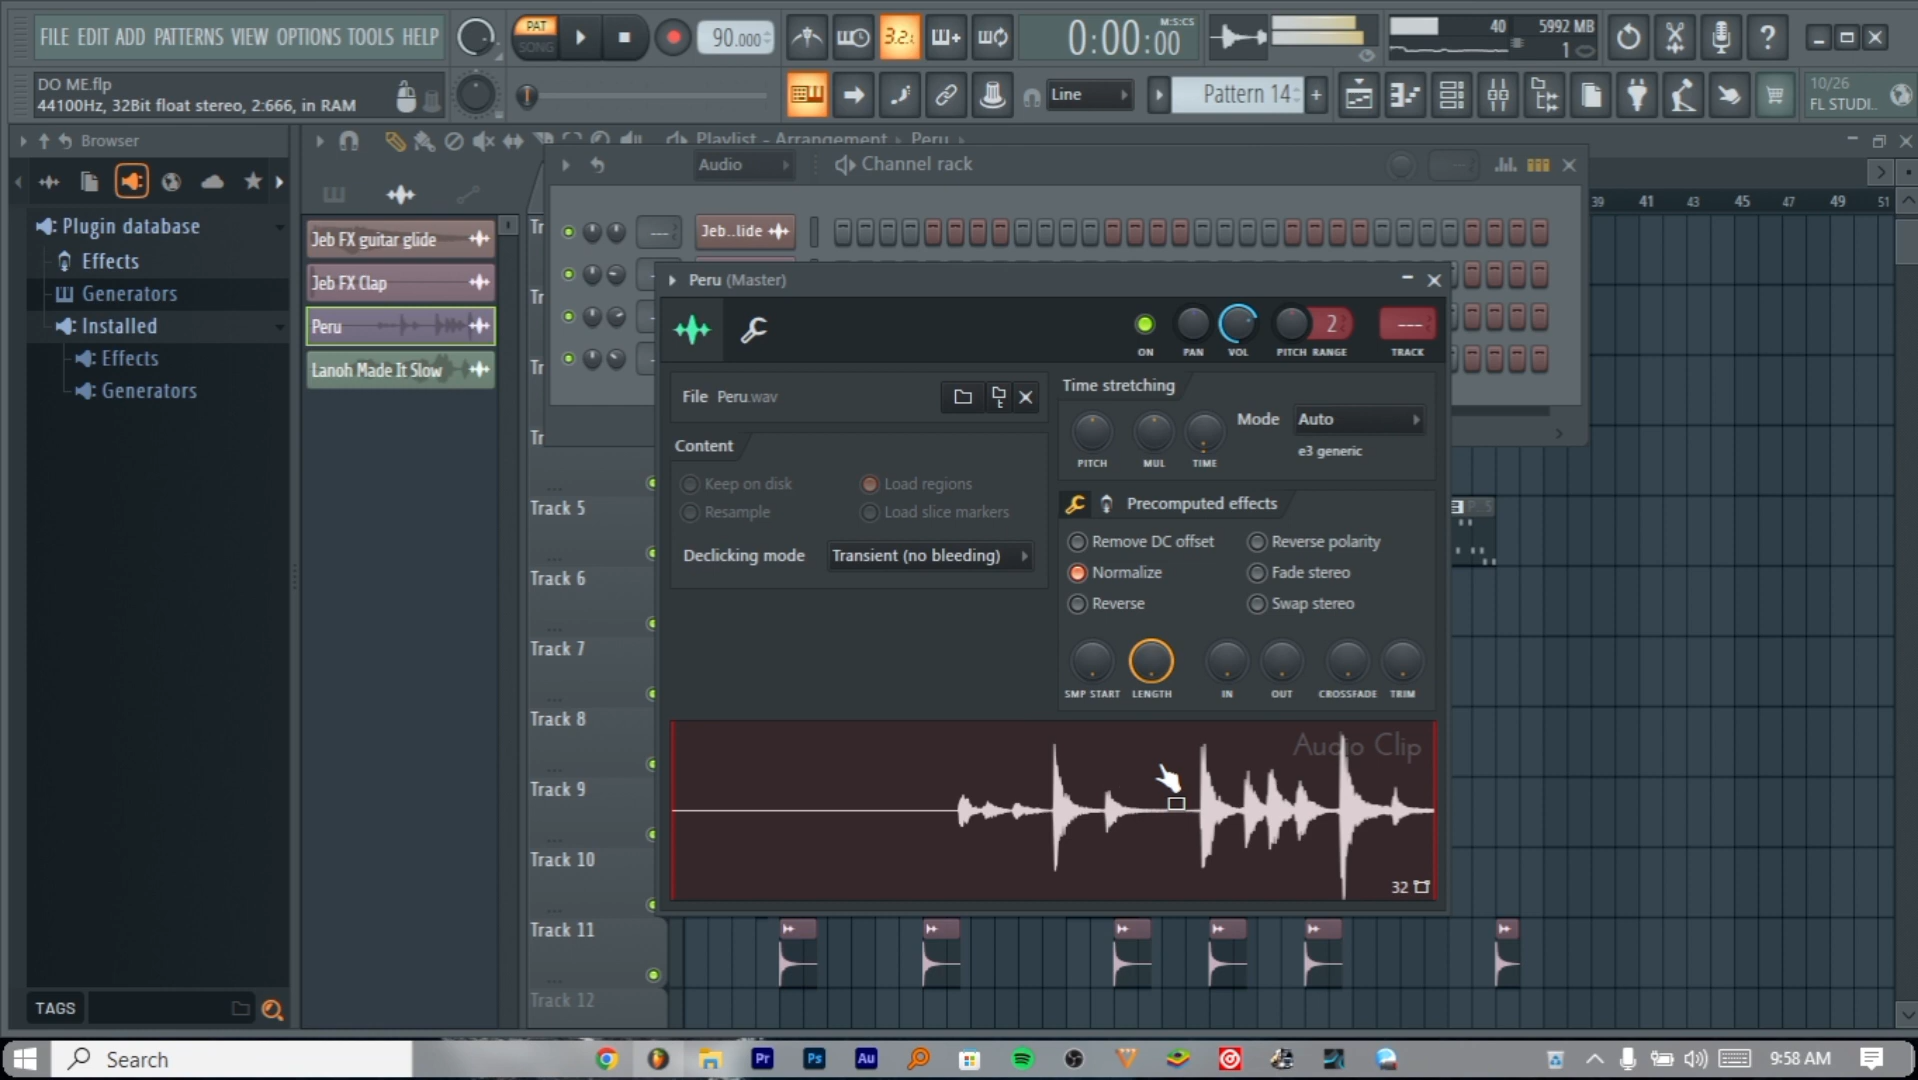 FILE EDIT ADD PATTERNS VIEW OPTIONS TOOLS HELP
PAT
SONG
90.000
3.2.
0:00:00
M:S:CS
40
5992 MB
1
DO ME.flp
44100Hz, 32Bit float stereo, 2:666, in RAM
Line
Pattern 14
10/26
FL STUDI..
Browser
Playlist - Arrangement
Peru
Audio
Channel rack
39 41 43 45 47 49 51
Plugin database
Effects
Generators
Installed
Effects
Generators
Jeb FX guitar glide
Jeb FX Clap
Peru
Lanoh Made It Slow
Jeb..lide
Peru (Master)
ON
PAN
VOL
PITCH
RANGE
2
---
TRACK
File Peru.wav
Content
Keep on disk
Load regions
Resample
Load slice markers
Declicking mode
Transient (no bleeding)
Time stretching
PITCH
MUL
TIME
Mode
Auto
e3 generic
Precomputed effects
Remove DC offset
Reverse polarity
Normalize
Fade stereo
Reverse
Swap stereo
SMP START
LENGTH
IN
OUT
CROSSFADE
TRIM
Audio Clip
32
Track 5
Track 6
Track 7
Track 8
Track 9
Track 10
Track 11
Track 12
TAGS
Search
Pr
Ps
Au
9:58 AM